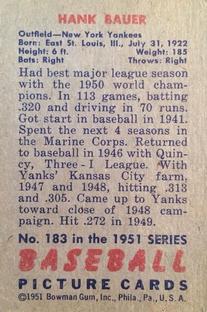 HANK BAUER
Outfield—New York Yankees
Born: East St. Louis, Ill., July 31, 1922
Height: 6 ft. Weight: 185
Bats: Right Throws: Right
Had best major league season
with the 1950 world cham-
pions. In 113 games, batting
.320 and driving in 70 runs.
Got start in baseball in 1941.
Spent the next 4 seasons in
the Marine Corps. Returned
to baseball in 1946 with Quin-
cy, Three-I League. With
Yanks' Kansas City farm,
1947 and 1948, hitting .313
and .305. Came up to Yanks
toward close of 1948 cam-
paign. Hit .272 in 1949.
No. 183 in the 1951 SERIES
BASEBALL
PICTURE CARDS
©1951 Bowman Gum, Inc., Phila., Pa., U. S. A.